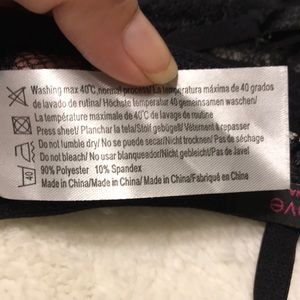 Washing max 40°C,normal process/La temperatura máxima de 40 grados
de lavado de rutina/ Höchste temperatur 40 gemeinsamen waschen/
La température maximale de 40°C de lavage de routine
Press sheet/ Planchar la tela/Stoif gebügelt/Vêtement à repasser
Do not tumble dry/ No se puede secar/Nicht trocknen/ Pas de séchage
Do not bleach/ No usar blanqueador/Nicht gebleicht/Pas de Javel
90% Polyester 10% Spandex
Made in China/Made in China/Made in China/Fabriqué en China
40